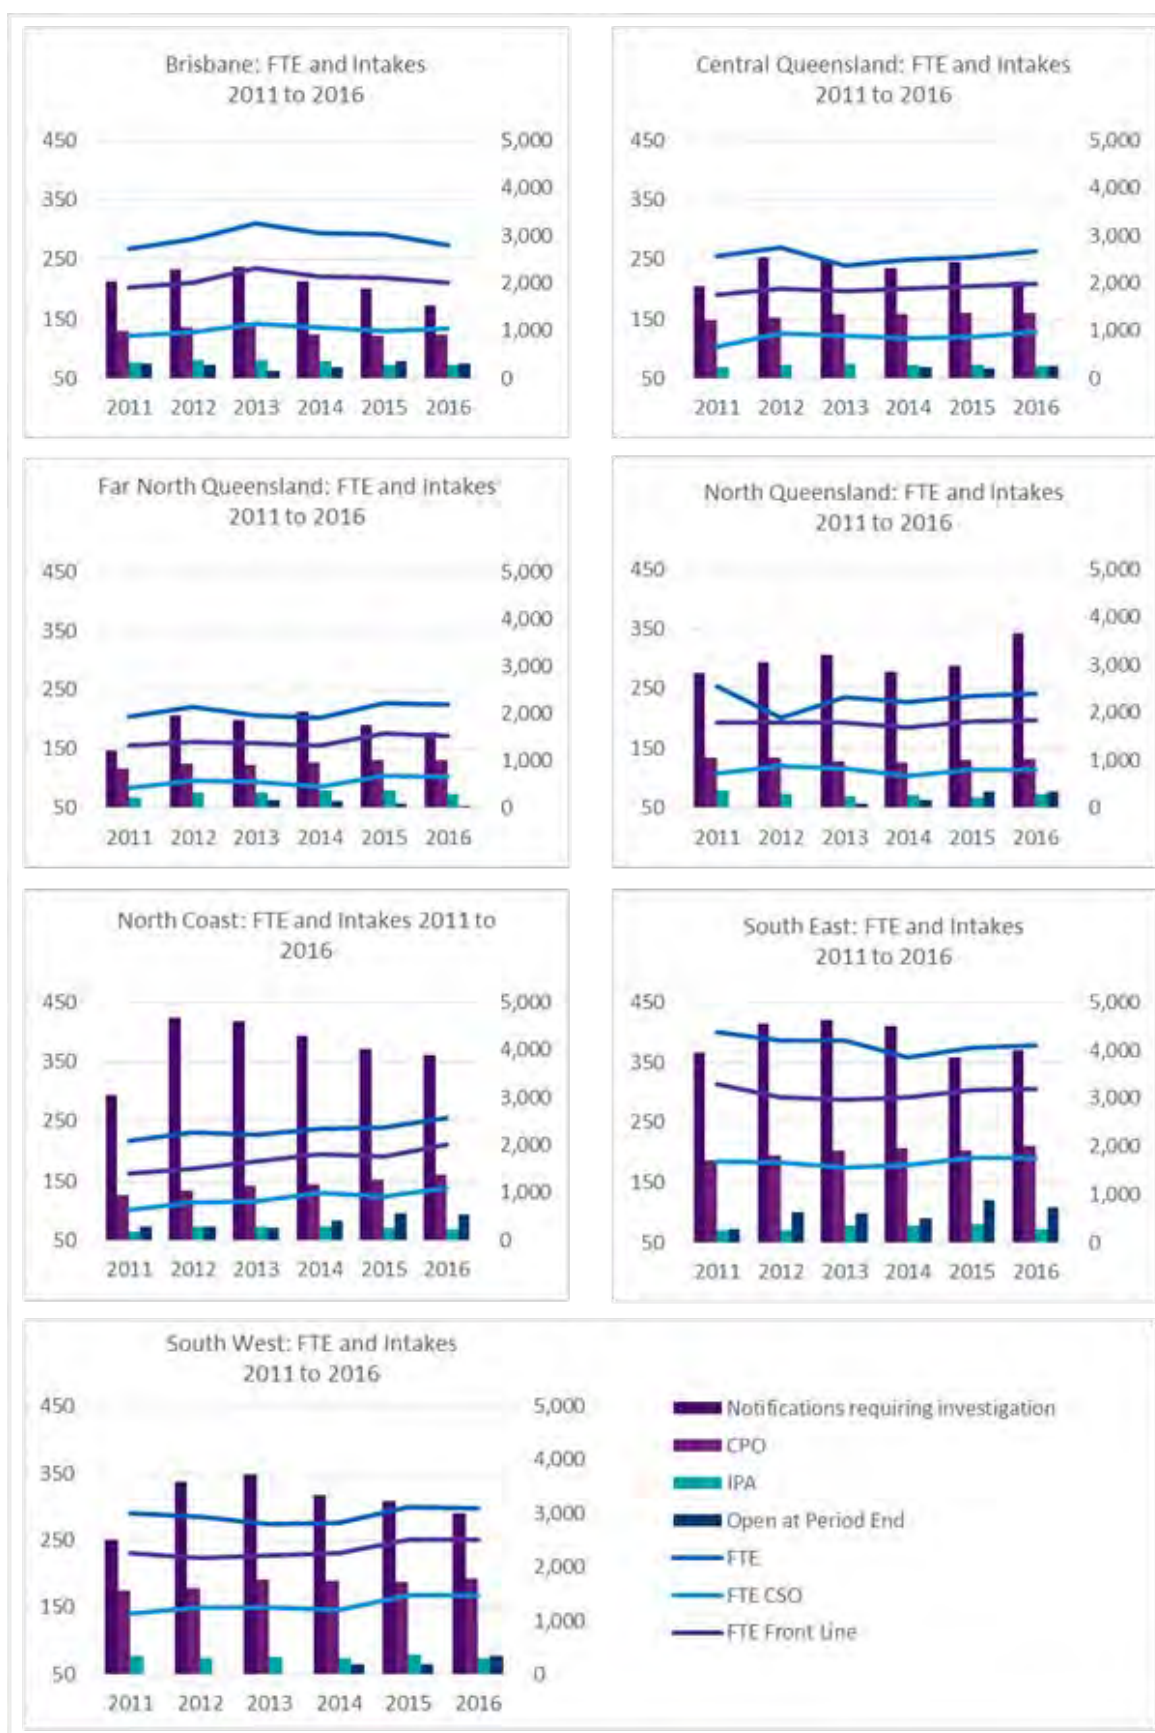 Brisbane: FTE and Intakes
2011 to 2016
450 5,000
4,000
350
3,000
250
2,000
150
1,000
50 0
2011 2012 2013 2014 2015 2016
Central Queensland: FTE and Intakes
2011 to 2016
450 5,000
4,000
350
3,000
250
2,000
150
1,000
50 0
2011 2012 2013 2014 2015 2016
Far North Queensland: FTE and Intakes
2011 to 2016
450 5,000
4,000
350
3,000
250
2,000
150
1,000
50 0
2011 2012 2013 2014 2015 2016
North Queensland: FTE and Intakes
2011 to 2016
450 5,000
4,000
350
3,000
250
2,000
150
1,000
50 0
2011 2012 2013 2014 2015 2016
North Coast: FTE and Intakes 2011 to
2016
450 5,000
4,000
350
3,000
250
2,000
150
1,000
50 0
2011 2012 2013 2014 2015 2016
South East: FTE and Intakes
2011 to 2016
450 5,000
4,000
350
3,000
250
2,000
150
1,000
50 0
2011 2012 2013 2014 2015 2016
South West: FTE and Intakes
2011 to 2016
450 5,000
4,000
350
3,000
250
2,000
150
1,000
50 0
2011 2012 2013 2014 2015 2016
Notifications requiring investigation
CPO
IPA
Open at Period End
FTE
FTE CSO
FTE Front Line